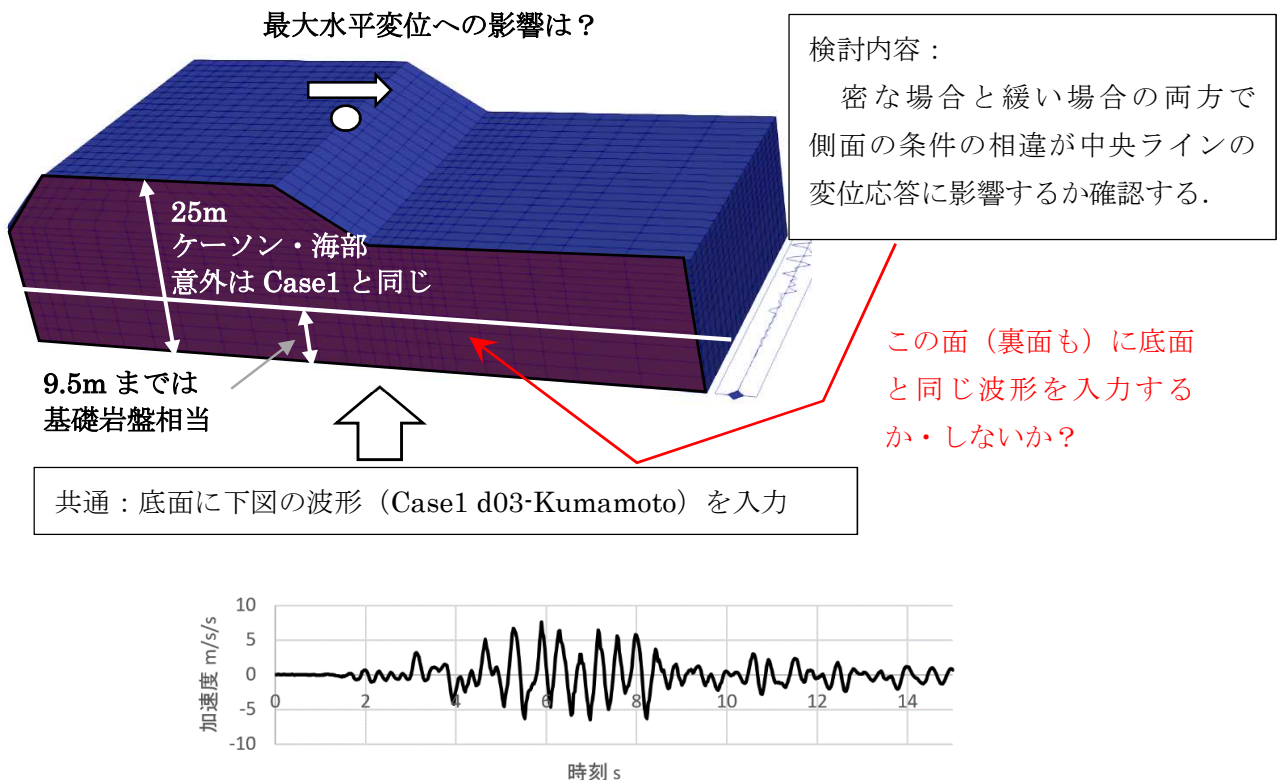 最大水平変位への影響は？
検討内容：
密な場合と緩い場合の両方で
側面の条件の相違が中央ラインの
変位応答に影響するか確認する．
25m
ケーソン・海部
意外は Case1 と同じ
9.5m までは
基礎岩盤相当
この面（裏面も）に底面
と同じ波形を入力する
か・しないか？
共通：底面に下図の波形（Case1 d03-Kumamoto）を入力
加速度 m/s/s
10
5
0
-5
-10
0 2 4 6 8 10 12 14
時刻 s